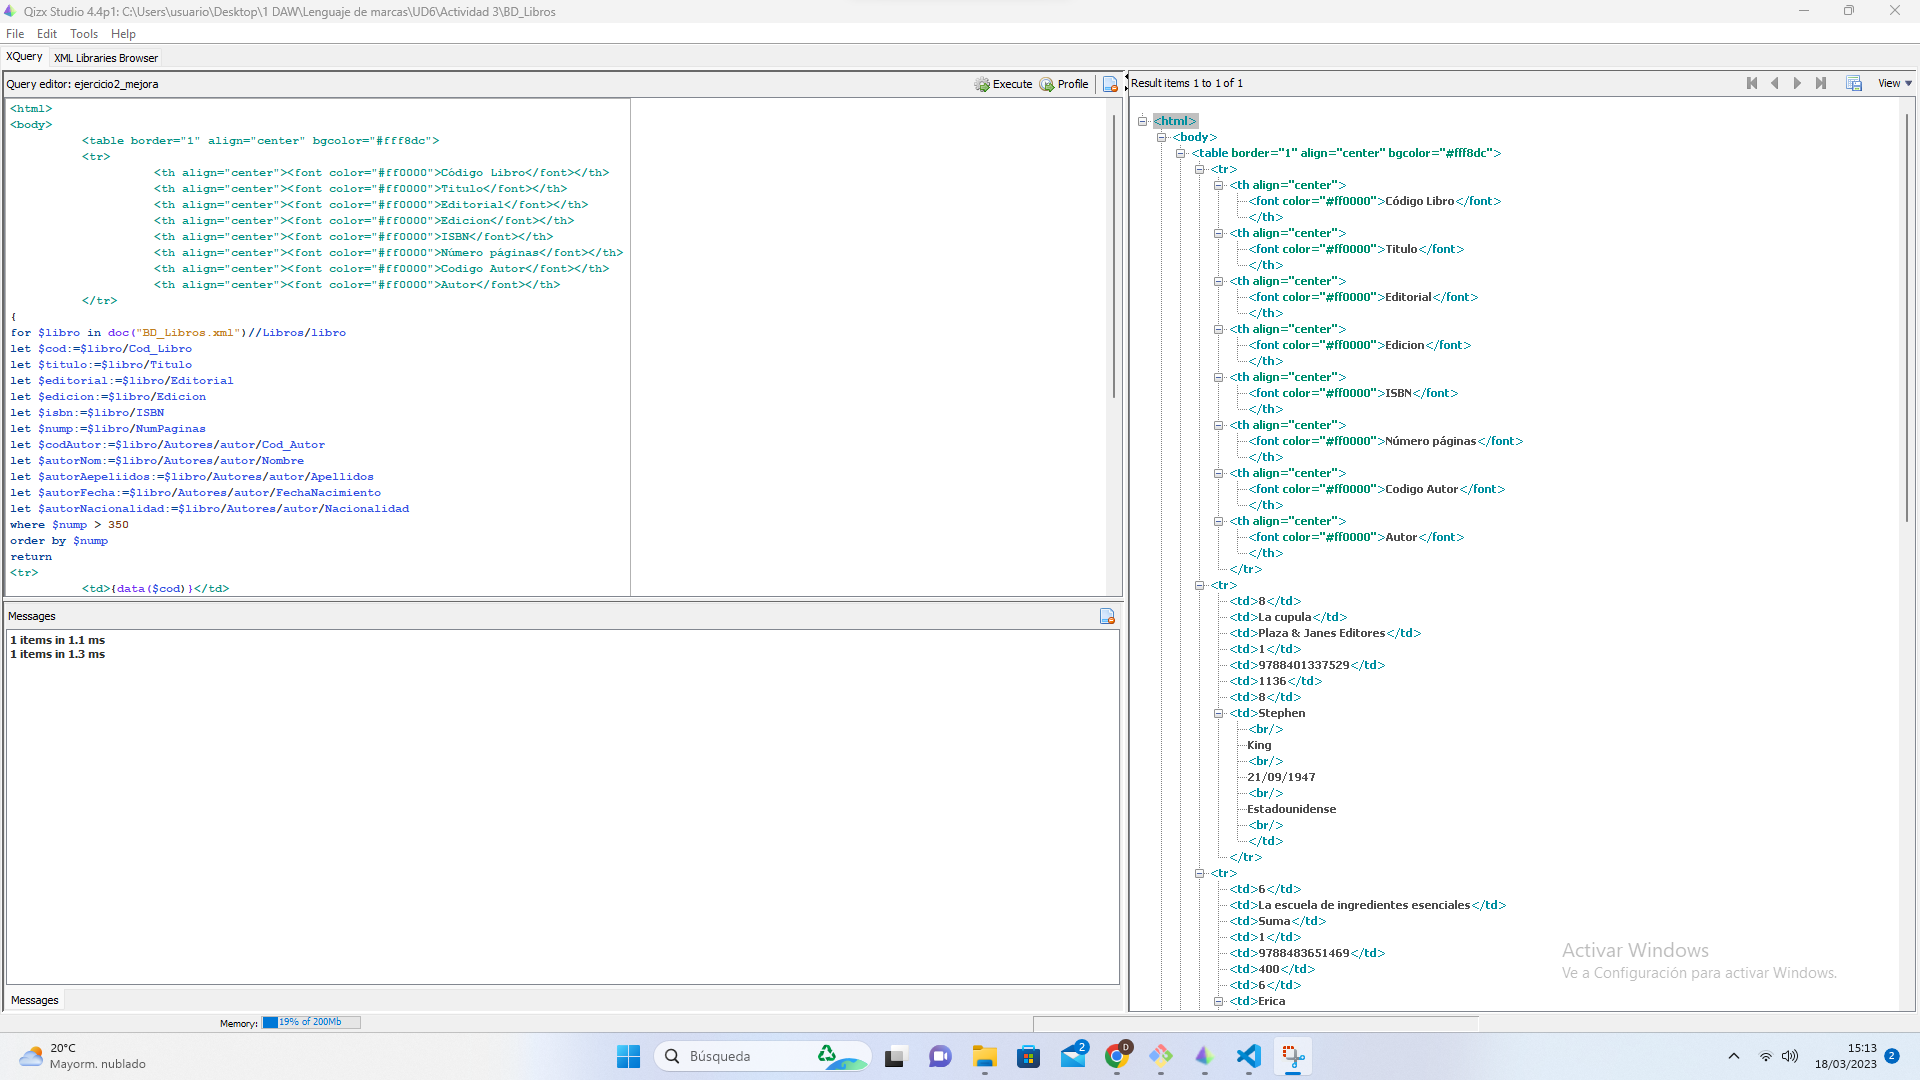 Qizx Studio 4.4p1: C:\Users\usuario\Desktop\1 DAW\Lenguaje de marcas\UD6\Actividad 3\BD_Libros
File Edit Tools Help
XQuery XML Libraries Browser
Query editor: ejercicio2_mejora Execute Profile
<html>
<body>
<table border="1" align="center" bgcolor="#fff8dc">
<tr>
<th align="center"><font color="#ff0000">Código Libro</font></th>
<th align="center"><font color="#ff0000">Titulo</font></th>
<th align="center"><font color="#ff0000">Editorial</font></th>
<th align="center"><font color="#ff0000">Edicion</font></th>
<th align="center"><font color="#ff0000">ISBN</font></th>
<th align="center"><font color="#ff0000">Número páginas</font></th>
<th align="center"><font color="#ff0000">Codigo Autor</font></th>
<th align="center"><font color="#ff0000">Autor</font></th>
</tr>
{
for $libro in doc("BD_Libros.xml")//Libros/libro
let $cod:=$libro/Cod_Libro
let $titulo:=$libro/Titulo
let $editorial:=$libro/Editorial
let $edicion:=$libro/Edicion
let $isbn:=$libro/ISBN
let $nump:=$libro/NumPaginas
let $codAutor:=$libro/Autores/autor/Cod_Autor
let $autorNom:=$libro/Autores/autor/Nombre
let $autorAepeliidos:=$libro/Autores/autor/Apellidos
let $autorFecha:=$libro/Autores/autor/FechaNacimiento
let $autorNacionalidad:=$libro/Autores/autor/Nacionalidad
where $nump > 350
order by $nump
return
<tr>
<td>{data($cod)}</td>
Messages
1 items in 1.1 ms
1 items in 1.3 ms
Messages
Memory: 19% of 200Mb
Result items 1 to 1 of 1 View
<html>
<body>
<table border="1" align="center" bgcolor="#fff8dc">
<tr>
<th align="center">
<font color="#ff0000">Código Libro</font>
</th>
<th align="center">
<font color="#ff0000">Titulo</font>
</th>
<th align="center">
<font color="#ff0000">Editorial</font>
</th>
<th align="center">
<font color="#ff0000">Edicion</font>
</th>
<th align="center">
<font color="#ff0000">ISBN</font>
</th>
<th align="center">
<font color="#ff0000">Número páginas</font>
</th>
<th align="center">
<font color="#ff0000">Codigo Autor</font>
</th>
<th align="center">
<font color="#ff0000">Autor</font>
</th>
</tr>
<tr>
<td>8</td>
<td>La cupula</td>
<td>Plaza & Janes Editores</td>
<td>1</td>
<td>9788401337529</td>
<td>1136</td>
<td>8</td>
<td>Stephen
<br/>
King
<br/>
21/09/1947
<br/>
Estadounidense
<br/>
</td>
</tr>
<tr>
<td>6</td>
<td>La escuela de ingredientes esenciales</td>
<td>Suma</td>
<td>1</td>
<td>9788483651469</td>
<td>400</td>
<td>6</td>
<td>Erica
Activar Windows
Ve a Configuración para activar Windows.
20°C
Mayorm. nublado
Búsqueda
2
D
15:13
18/03/2023
2